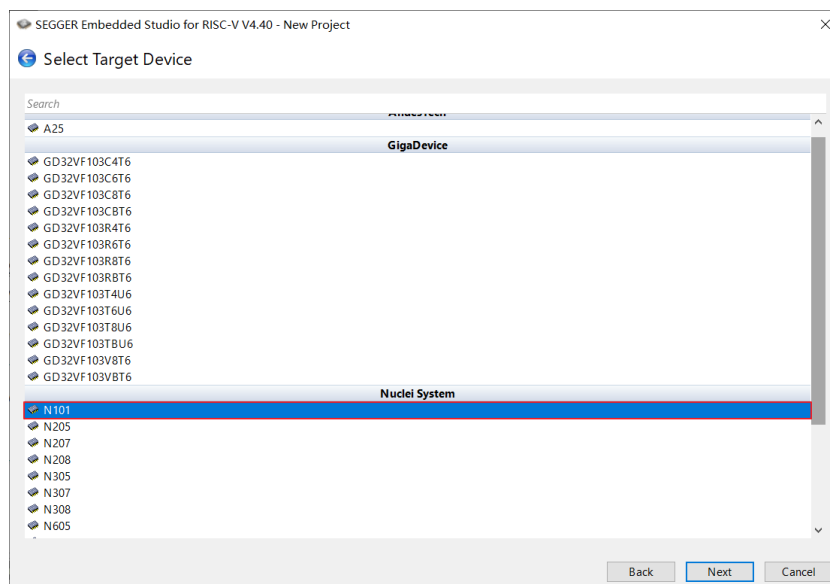 SEGGER Embedded Studio for RISC-V V4.40 - New Project
Select Target Device
Search
AndesTech
A25
GigaDevice
GD32VF103C4T6
GD32VF103C6T6
GD32VF103C8T6
GD32VF103CBT6
GD32VF103R4T6
GD32VF103R6T6
GD32VF103R8T6
GD32VF103RBT6
GD32VF103T4U6
GD32VF103T6U6
GD32VF103T8U6
GD32VF103TBU6
GD32VF103V8T6
GD32VF103VBT6
Nuclei System
N101
N205
N207
N208
N305
N307
N308
N605
Back Next Cancel